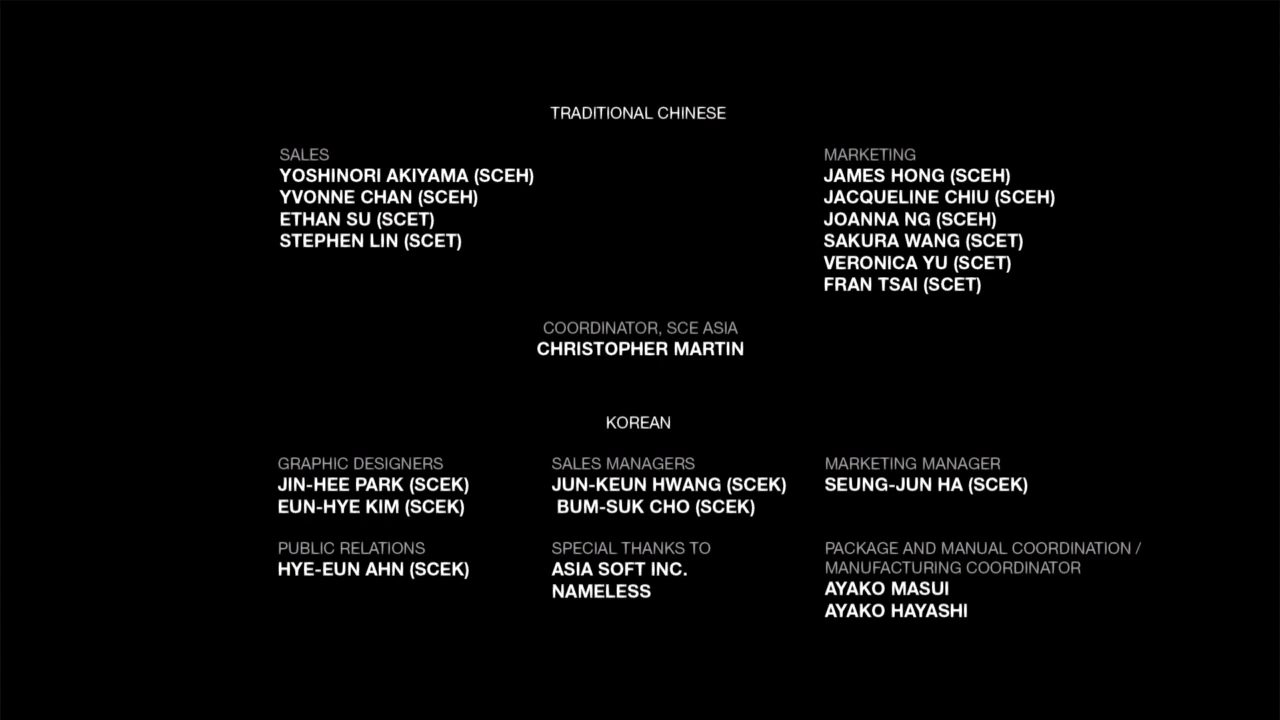 TRADITIONAL CHINESE
SALES
YOSHINORI AKIYAMA (SCEH)
YVONNE CHAN (SCEH)
ETHAN SU (SCET)
STEPHEN LIN (SCET)
MARKETING
JAMES HONG (SCEH)
JACQUELINE CHIU (SCEH)
JOANNA NG (SCEH)
SAKURA WANG (SCET)
VERONICA YU (SCET)
FRAN TSAI (SCET)
COORDINATOR, SCE ASIA
CHRISTOPHER MARTIN
KOREAN
GRAPHIC DESIGNERS
JIN-HEE PARK (SCEK)
EUN-HYE KIM (SCEK)
SALES MANAGERS
JUN-KEUN HWANG (SCEK)
BUM-SUK CHO (SCEK)
MARKETING MANAGER
SEUNG-JUN HA (SCEK)
PUBLIC RELATIONS
HYE-EUN AHN (SCEK)
SPECIAL THANKS TO
ASIA SOFT INC.
NAMELESS
PACKAGE AND MANUAL COORDINATION /
MANUFACTURING COORDINATOR
AYAKO MASUI
AYAKO HAYASHI